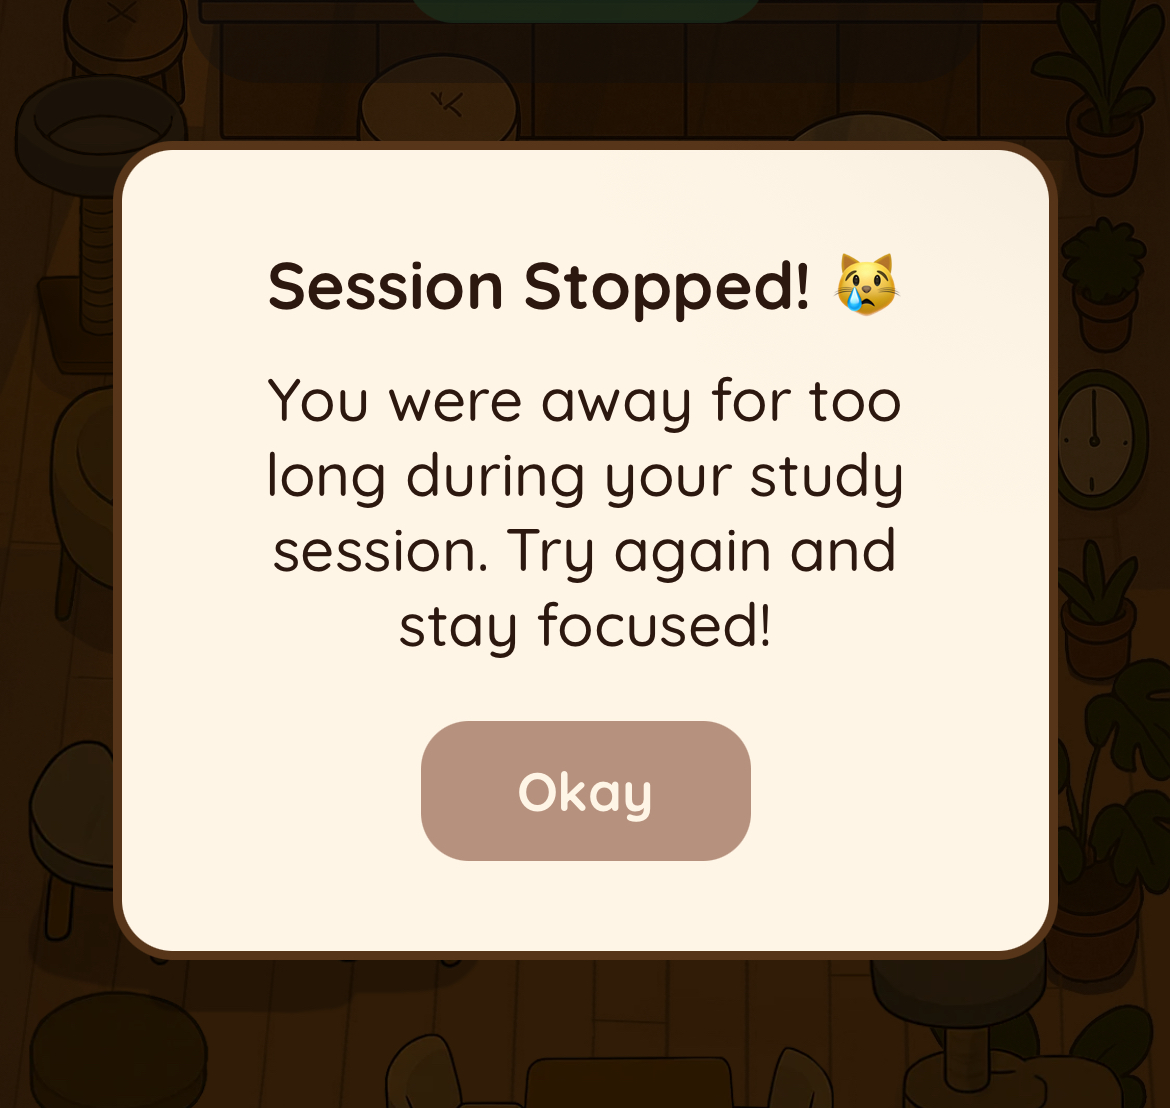 Session Stopped! 😿
You were away for too
long during your study
session. Try again and
stay focused!
Okay